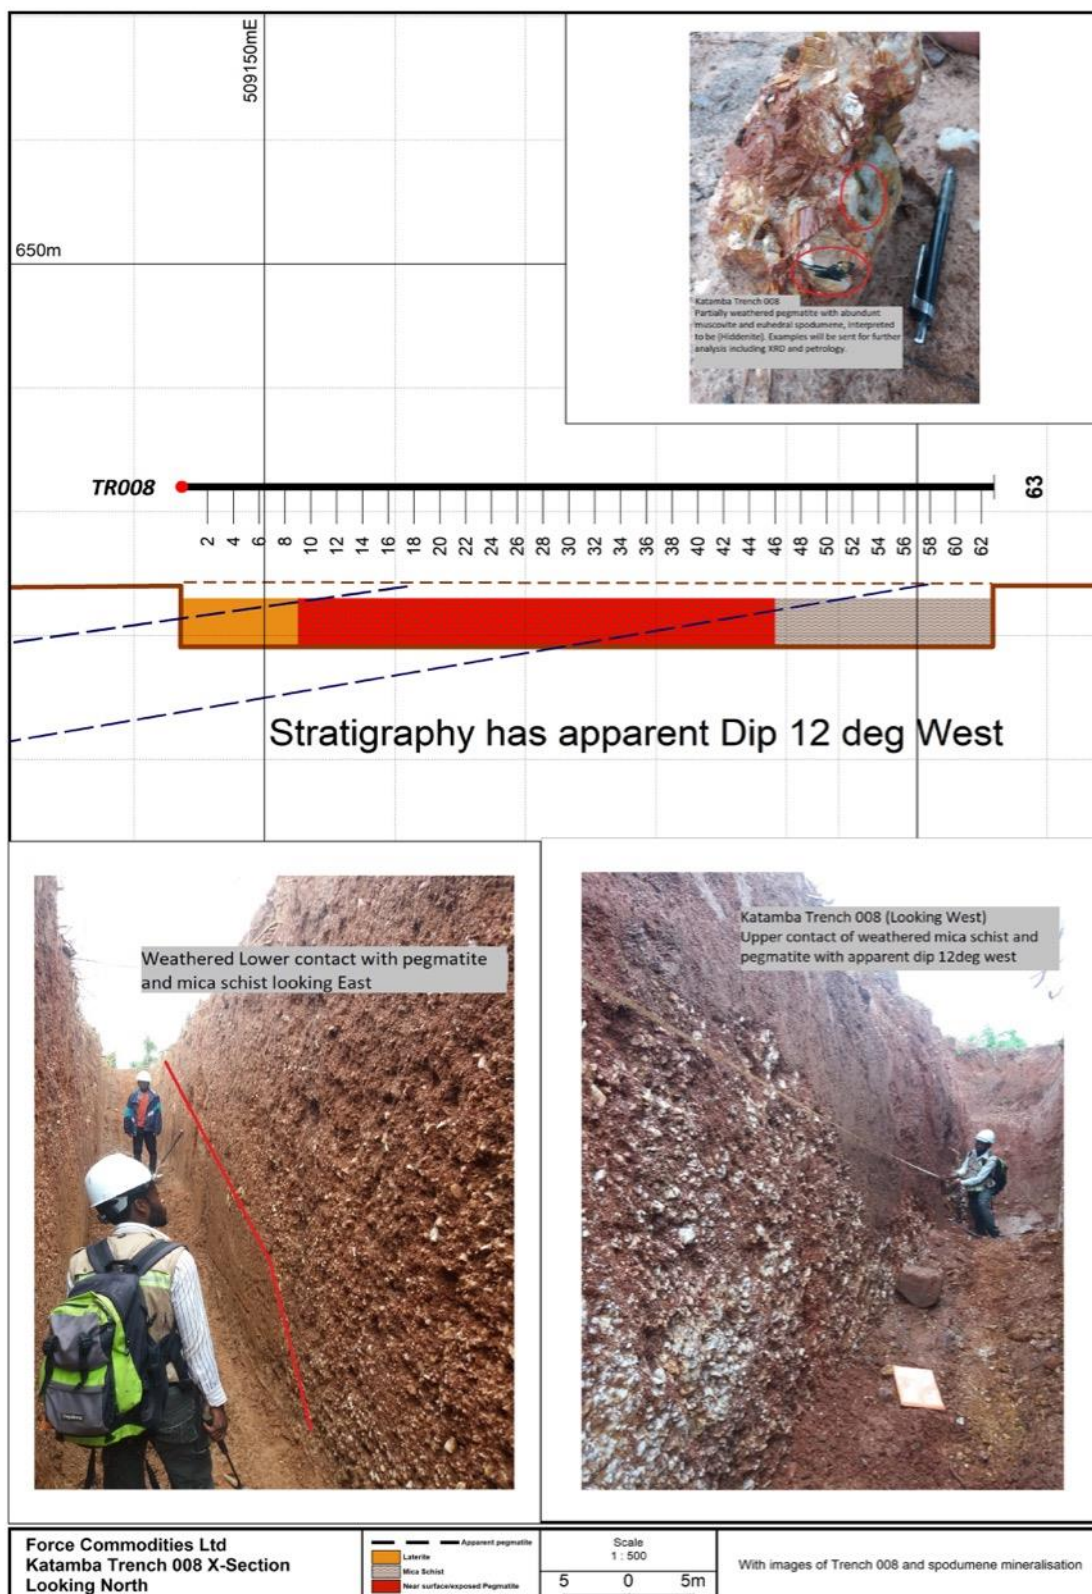 509150mE
650m
Katamba Trench 008
Partially weathered pegmatite with abundant
muscovite and euhedral spodumene, interpreted
to be (Hiddenite). Examples will be sent for further
analysis including XRD and petrology.
TR008
63
2 4 6 8 10 12 14 16 18 20 22 24 26 28 30 32 34 36 38 40 42 44 46 48 50 52 54 56 58 60 62
Stratigraphy has apparent Dip 12 deg West
Weathered Lower contact with pegmatite
and mica schist looking East
Katamba Trench 008 (Looking West)
Upper contact of weathered mica schist and
pegmatite with apparent dip 12deg west
Force Commodities Ltd
Katamba Trench 008 X-Section
Looking North
Apparent pegmatite
Laterite
Mica Schist
Near surface/exposed Pegmatite
Scale
1 : 500
5 0 5m
With images of Trench 008 and spodumene mineralisation